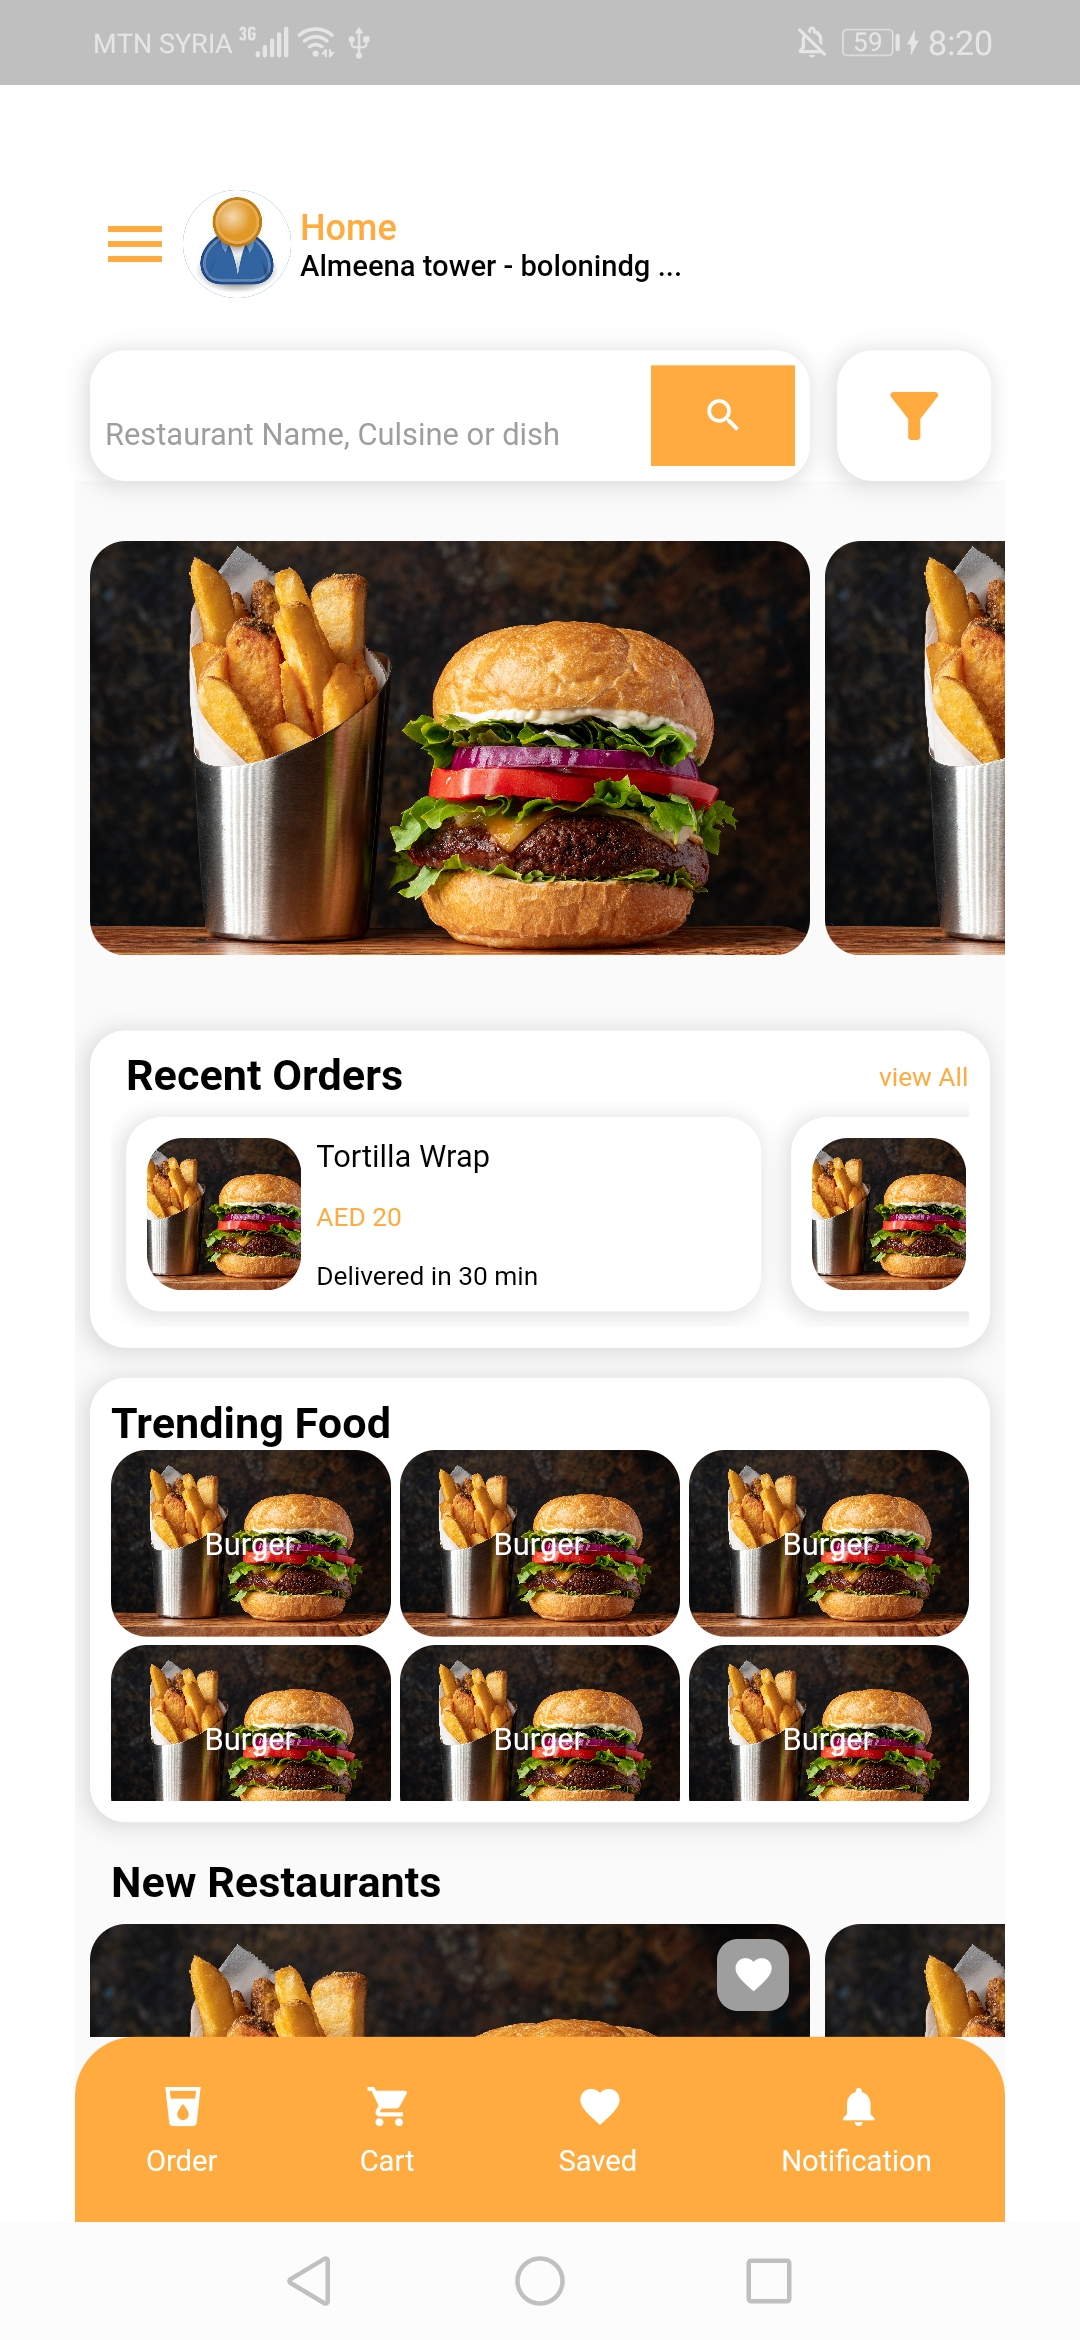 MTN SYRIA 3G 59 8:20
Home
Almeena tower - bolonindg ...
Restaurant Name, Culsine or dish
Recent Orders view All
Tortilla Wrap
AED 20
Delivered in 30 min
Trending Food
Burger Burger Burger
Burger Burger Burger
New Restaurants
Order Cart Saved Notification